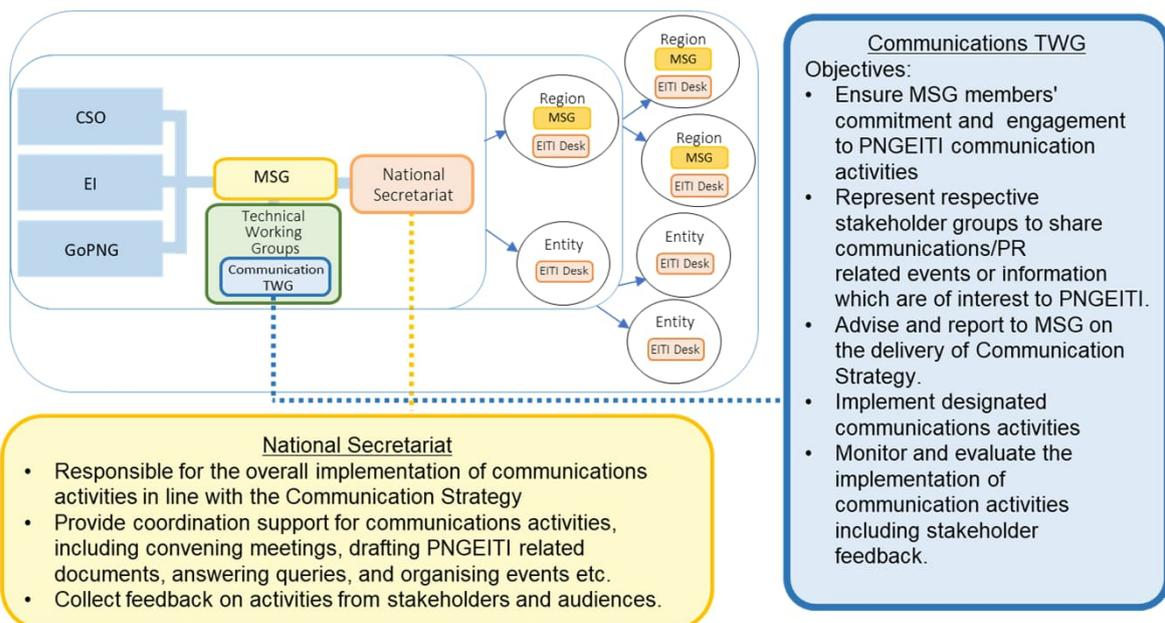 CSO
EI
GoPNG
MSG
Technical
Working
Groups
Communication
TWG
National
Secretariat
Region
MSG
EITI Desk
Entity
EITI Desk
Region
MSG
EITI Desk
Region
MSG
EITI Desk
Entity
EITI Desk
Entity
EITI Desk
Communications TWG
Objectives:
• Ensure MSG members'
commitment and engagement
to PNGEITI communication
activities
• Represent respective
stakeholder groups to share
communications/PR
related events or information
which are of interest to PNGEITI.
• Advise and report to MSG on
the delivery of Communication
Strategy.
• Implement designated
communications activities
• Monitor and evaluate the
implementation of
communication activities
including stakeholder
feedback.
National Secretariat
• Responsible for the overall implementation of communications
activities in line with the Communication Strategy
• Provide coordination support for communications activities,
including convening meetings, drafting PNGEITI related
documents, answering queries, and organising events etc.
• Collect feedback on activities from stakeholders and audiences.